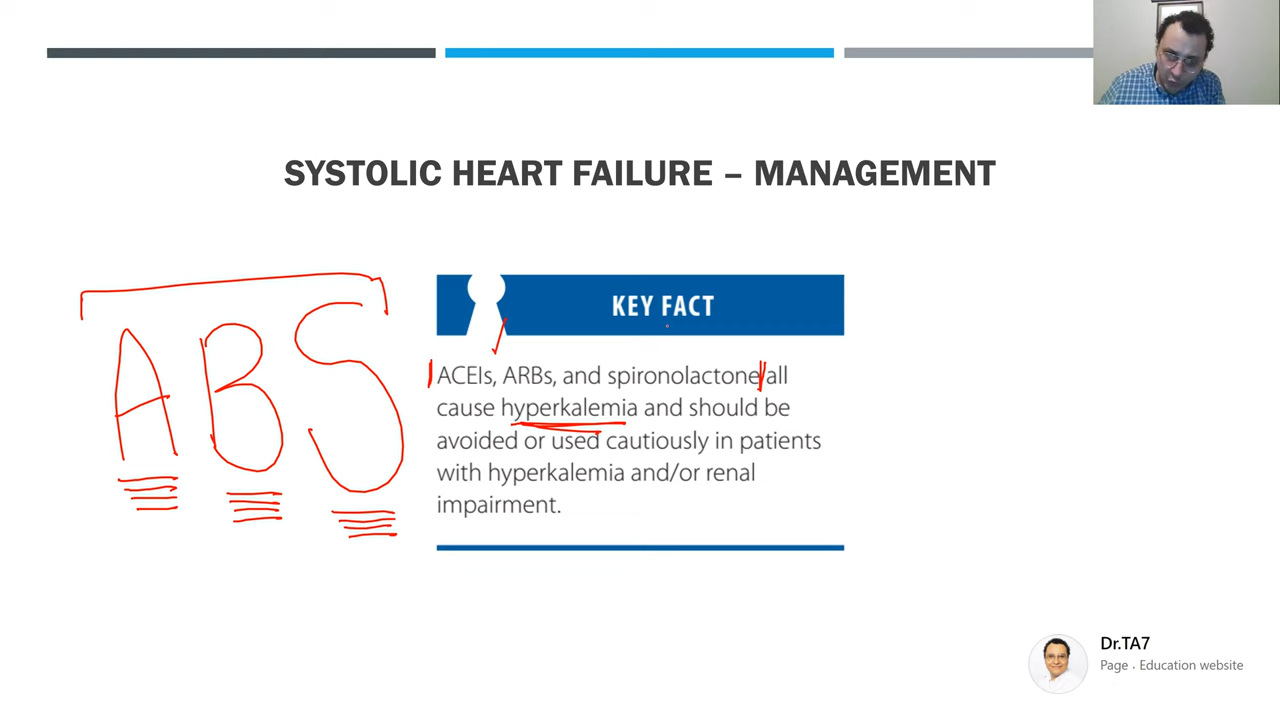 SYSTOLIC HEART FAILURE – MANAGEMENT
ABS
KEY FACT
ACEIs, ARBs, and spironolactone all
cause hyperkalemia and should be
avoided or used cautiously in patients
with hyperkalemia and/or renal
impairment.
Dr.TA7
Page · Education website